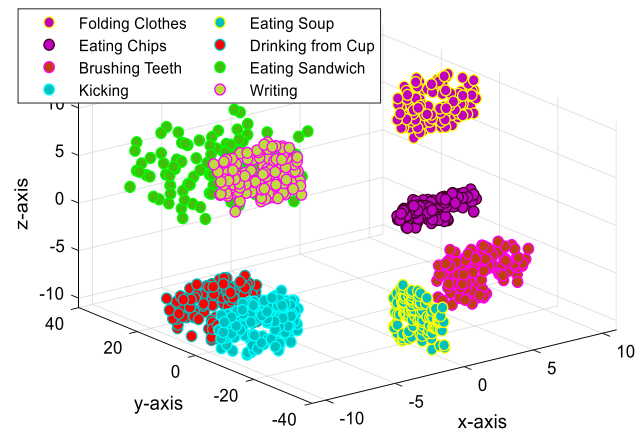 Folding Clothes Eating Soup
Eating Chips Drinking from Cup
Brushing Teeth Eating Sandwich
Kicking Writing
10
5
0
-5
-10
z-axis
40
20
0
-20
-40
y-axis
-10
-5
0
5
10
x-axis